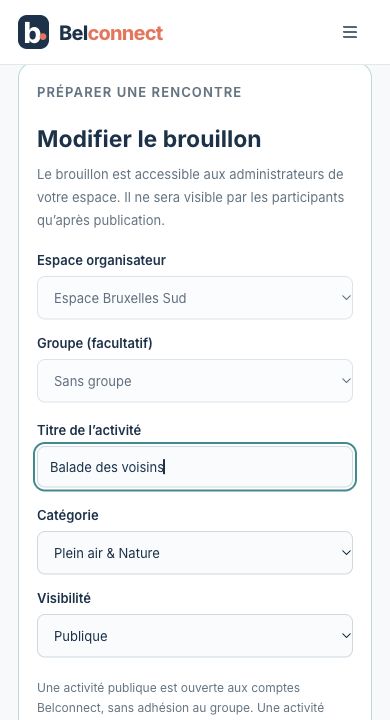 b. Belconnect
PRÉPARER UNE RENCONTRE
Modifier le brouillon
Le brouillon est accessible aux administrateurs de
votre espace. Il ne sera visible par les participants
qu’après publication.
Espace organisateur
Espace Bruxelles Sud
Groupe (facultatif)
Sans groupe
Titre de l’activité
Balade des voisins
Catégorie
Plein air & Nature
Visibilité
Publique
Une activité publique est ouverte aux comptes
Belconnect, sans adhésion au groupe. Une activité